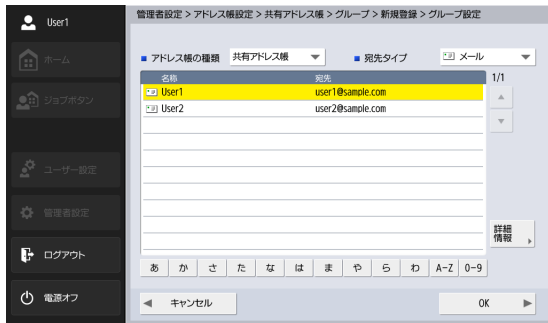 User1
ホーム
ジョブボタン
ユーザー設定
管理者設定
ログアウト
電源オフ
管理者設定 > アドレス帳設定 > 共有アドレス帳 > グループ > 新規登録 > グループ設定
アドレス帳の種類 共有アドレス帳 宛先タイプ メール
名称 宛先 1/1
User1 user1@sample.com
User2 user2@sample.com
詳細
情報
あ か さ た な は ま や ら わ A-Z 0-9
キャンセル OK